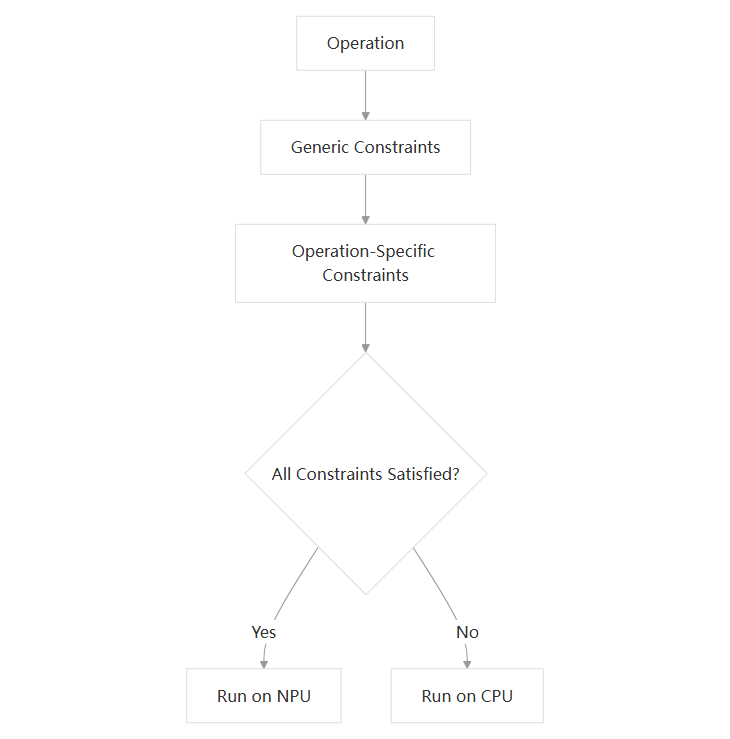 Operation
Generic Constraints
Operation-Specific
Constraints
All Constraints Satisfied?
Yes
No
Run on NPU
Run on CPU